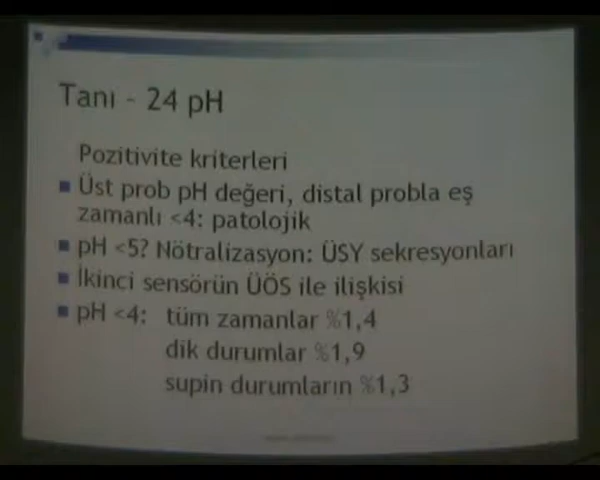 Tanı - 24 pH
Pozitivite kriterleri
Üst prob pH değeri, distal probla eş
zamanlı <4: patolojik
pH <5? Nötralizasyon: ÜSY sekresyonları
İkinci sensörün ÜÖS ile ilişkisi
pH <4: tüm zamanlar %1,4
dik durumlar %1,9
supin durumların %1,3